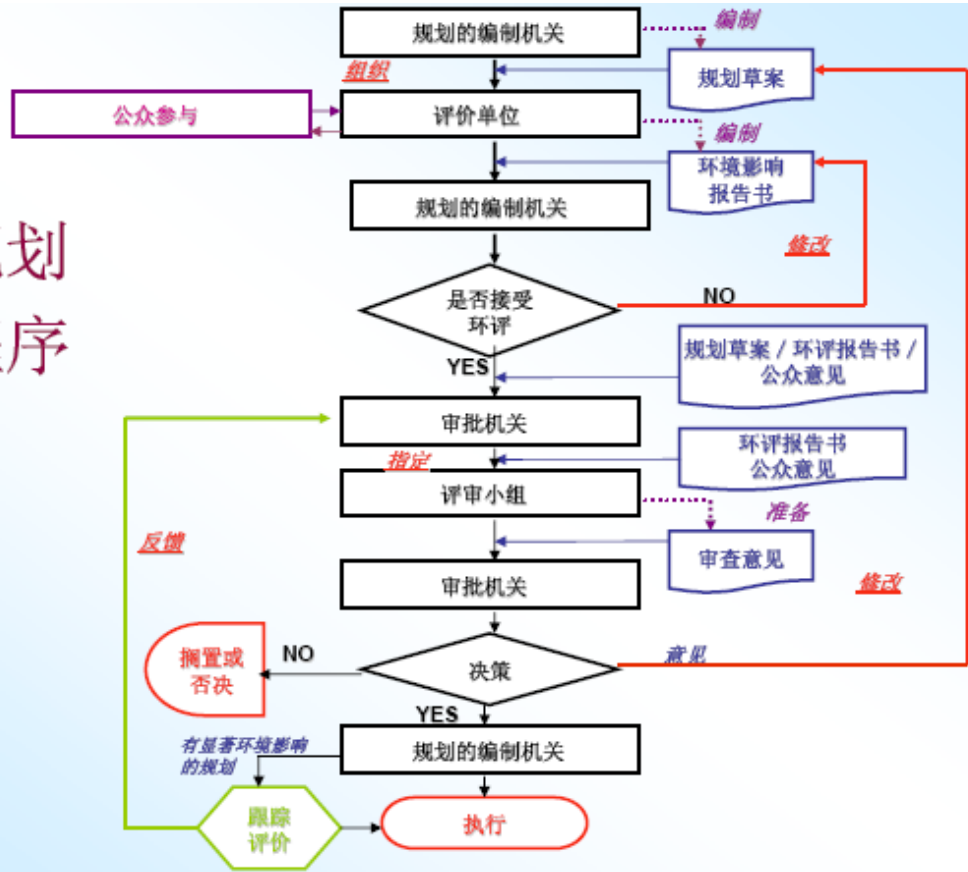 规划的编制机关
编制
组织
规划草案
公众参与
评价单位
编制
环境影响
报告书
规划的编制机关
划
序
修改
是否接受
环评
NO
YES
规划草案 / 环评报告书 /
公众意见
审批机关
环评报告书
公众意见
指定
评审小组
准备
反馈
审查意见
审批机关
修改
搁置或
否决
NO
决策
意见
YES
有显著环境影响
的规划
规划的编制机关
跟踪
评价
执行